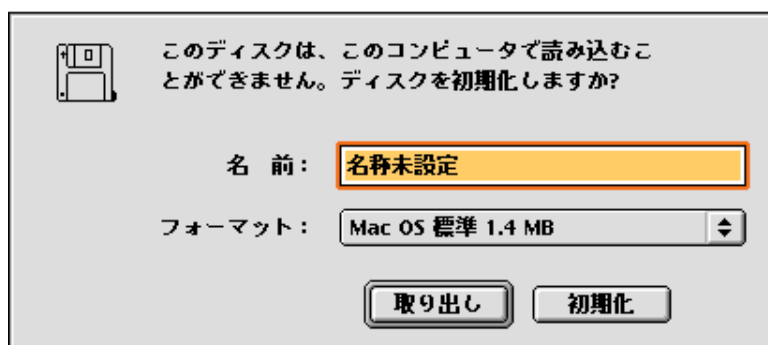 このディスクは、このコンピュータで読み込むこ
とができません。ディスクを初期化しますか?
名 前： 名称未設定
フォーマット： Mac OS 標準 1.4 MB
取り出し 初期化